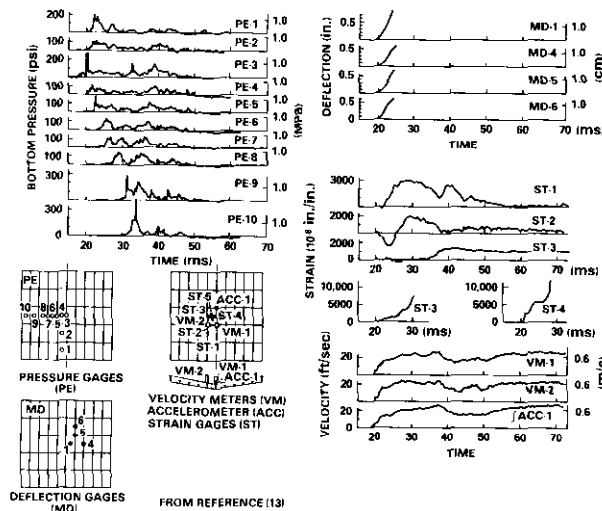 BOTTOM PRESSURE (psi)
200
0
200
0
100
100
100
100
100
300
300
0
PE-1
PE-2
PE-3
PE-4
PE-5
PE-6
PE-7
PE-8
PE-9
PE-10
1.0
1.0
1.0
1.0
1.0
1.0
1.0
(MPa)
20 30 40 50 60 70
TIME (ms)
DEFLECTION (in.)
0.5
0
0.5
0
0.5
0
0.5
0
MD-1
MD-4
MD-5
MD-6
1.0
1.0
1.0
1.0
(cm)
20 30 40 50 60 70 (ms)
TIME
STRAIN (10⁻⁶ in./in.)
3000
0
2000
0
2000
0
ST-1
ST-2
ST-3
20 30 40 50 60 70
(ms)
10,000
5000
0
ST-3
20 30
(ms)
10,000
5000
0
ST-4
20 30
(ms)
VELOCITY (ft/sec)
20
0
20
0
20
0
VM-1
VM-2
∫ACC-1
0.6
0.6
0.6
(m/s)
20 30 40 50 60 70
TIME
PE
10 8 6 4
9 7 5 3
2
1
PRESSURE GAGES
(PE)
ST-5
ACC-1
ST-3
ST-4
VM-2
ST-2
VM-1
ST-1
VM-2
VM-1
ACC-1
VELOCITY METERS (VM)
ACCELEROMETER (ACC)
STRAIN GAGES (ST)
MD
6
5
1 4
DEFLECTION GAGES
(MD)
FROM REFERENCE (13)